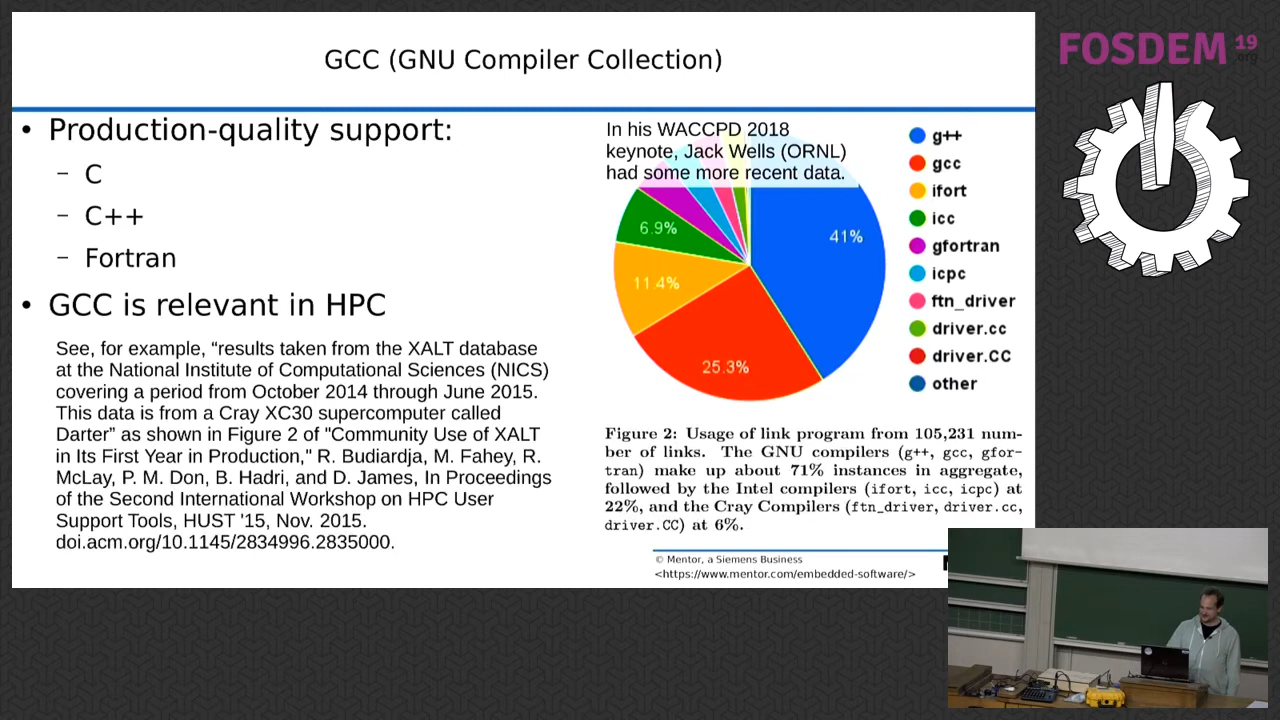 GCC (GNU Compiler Collection)
• Production-quality support:
– C
– C++
– Fortran
• GCC is relevant in HPC
See, for example, “results taken from the XALT database
at the National Institute of Computational Sciences (NICS)
covering a period from October 2014 through June 2015.
This data is from a Cray XC30 supercomputer called
Darter” as shown in Figure 2 of "Community Use of XALT
in Its First Year in Production," R. Budiardja, M. Fahey, R.
McLay, P. M. Don, B. Hadri, and D. James, In Proceedings
of the Second International Workshop on HPC User
Support Tools, HUST '15, Nov. 2015.
doi.acm.org/10.1145/2834996.2835000.
In his WACCPD 2018
keynote, Jack Wells (ORNL)
had some more recent data.
41%
25.3%
11.4%
6.9%
g++
gcc
ifort
icc
gfortran
icpc
ftn_driver
driver.cc
driver.CC
other
Figure 2: Usage of link program from 105,231 num-
ber of links. The GNU compilers (g++, gcc, gfor-
tran) make up about 71% instances in aggregate,
followed by the Intel compilers (ifort, icc, icpc) at
22%, and the Cray Compilers (ftn_driver, driver.cc,
driver.CC) at 6%.
© Mentor, a Siemens Business
<https://www.mentor.com/embedded-software/>
FOSDEM 19
.org